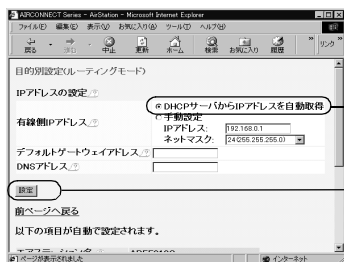 AIRCONNECT Series - AirStation - Microsoft Internet Explorer
ファイル(F) 編集(E) 表示(V) お気に入り(A) ツール(T) ヘルプ(H)
戻る 進む 中止 更新 ホーム 検索 お気に入り 履歴 » リンク »
目的別設定(ルーティングモード)
IPアドレスの設定
有線側IPアドレス
DHCPサーバからIPアドレスを自動取得
手動設定
IPアドレス: 192.168.0.1
ネットマスク: 24(255.255.255.0)
デフォルトゲートウェイアドレス
DNSアドレス
設定
前ページへ戻る
以下の項目が自動で設定されます。
ページが表示されました インターネット